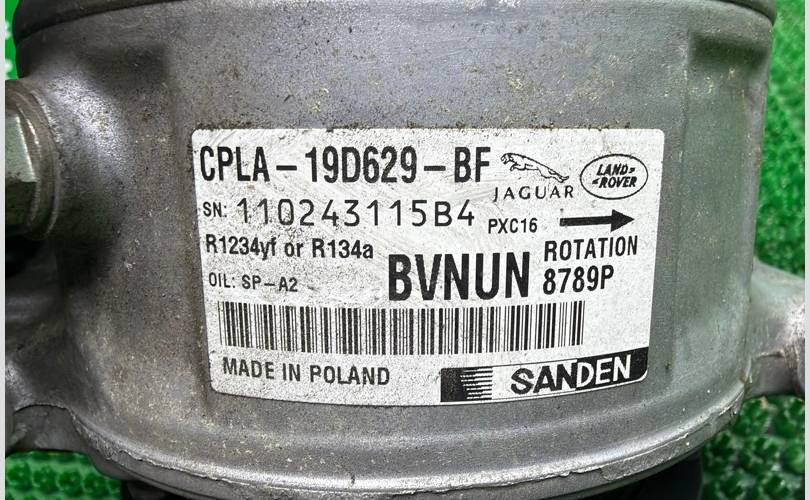 CPLA-19D629-BF
JAGUAR
LAND-
-ROVER
SN: 110243115B4
PXC16
R1234yf or R134a
ROTATION
OIL: SP-A2
BVNUN
8789P
MADE IN POLAND
SANDEN